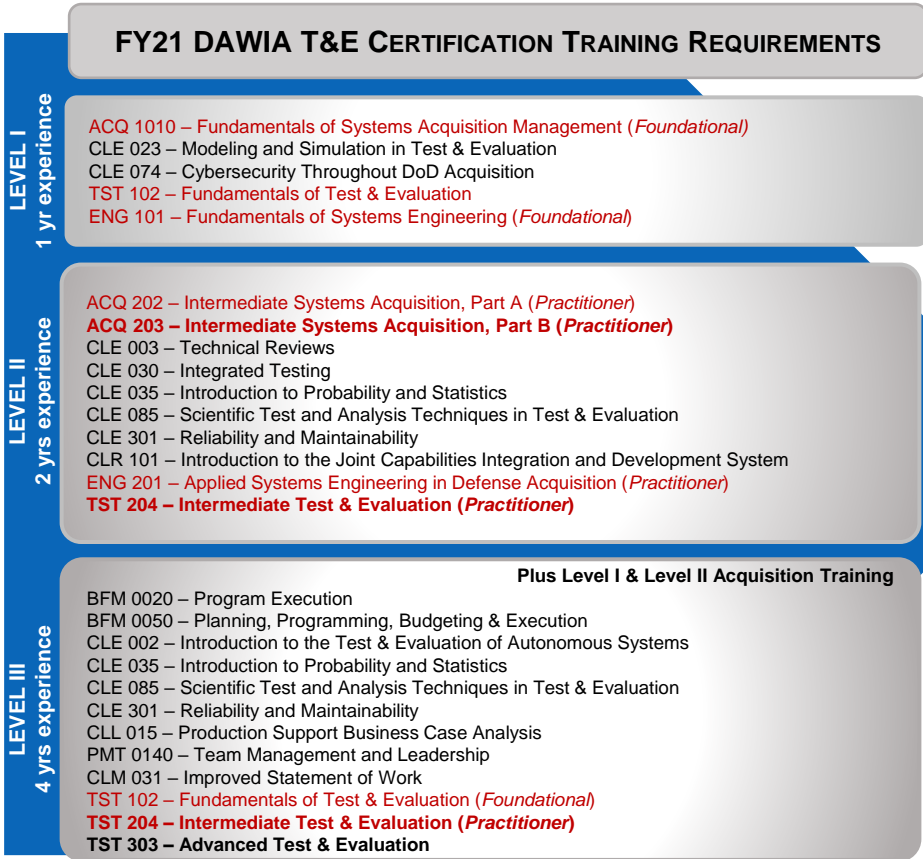 FY21 DAWIA T&E CERTIFICATION TRAINING REQUIREMENTS
LEVEL I
1 yr experience
ACQ 1010 – Fundamentals of Systems Acquisition Management (Foundational)
CLE 023 – Modeling and Simulation in Test & Evaluation
CLE 074 – Cybersecurity Throughout DoD Acquisition
TST 102 – Fundamentals of Test & Evaluation
ENG 101 – Fundamentals of Systems Engineering (Foundational)
LEVEL II
2 yrs experience
ACQ 202 – Intermediate Systems Acquisition, Part A (Practitioner)
ACQ 203 – Intermediate Systems Acquisition, Part B (Practitioner)
CLE 003 – Technical Reviews
CLE 030 – Integrated Testing
CLE 035 – Introduction to Probability and Statistics
CLE 085 – Scientific Test and Analysis Techniques in Test & Evaluation
CLE 301 – Reliability and Maintainability
CLR 101 – Introduction to the Joint Capabilities Integration and Development System
ENG 201 – Applied Systems Engineering in Defense Acquisition (Practitioner)
TST 204 – Intermediate Test & Evaluation (Practitioner)
LEVEL III
4 yrs experience
Plus Level I & Level II Acquisition Training
BFM 0020 – Program Execution
BFM 0050 – Planning, Programming, Budgeting & Execution
CLE 002 – Introduction to the Test & Evaluation of Autonomous Systems
CLE 035 – Introduction to Probability and Statistics
CLE 085 – Scientific Test and Analysis Techniques in Test & Evaluation
CLE 301 – Reliability and Maintainability
CLL 015 – Production Support Business Case Analysis
PMT 0140 – Team Management and Leadership
CLM 031 – Improved Statement of Work
TST 102 – Fundamentals of Test & Evaluation (Foundational)
TST 204 – Intermediate Test & Evaluation (Practitioner)
TST 303 – Advanced Test & Evaluation